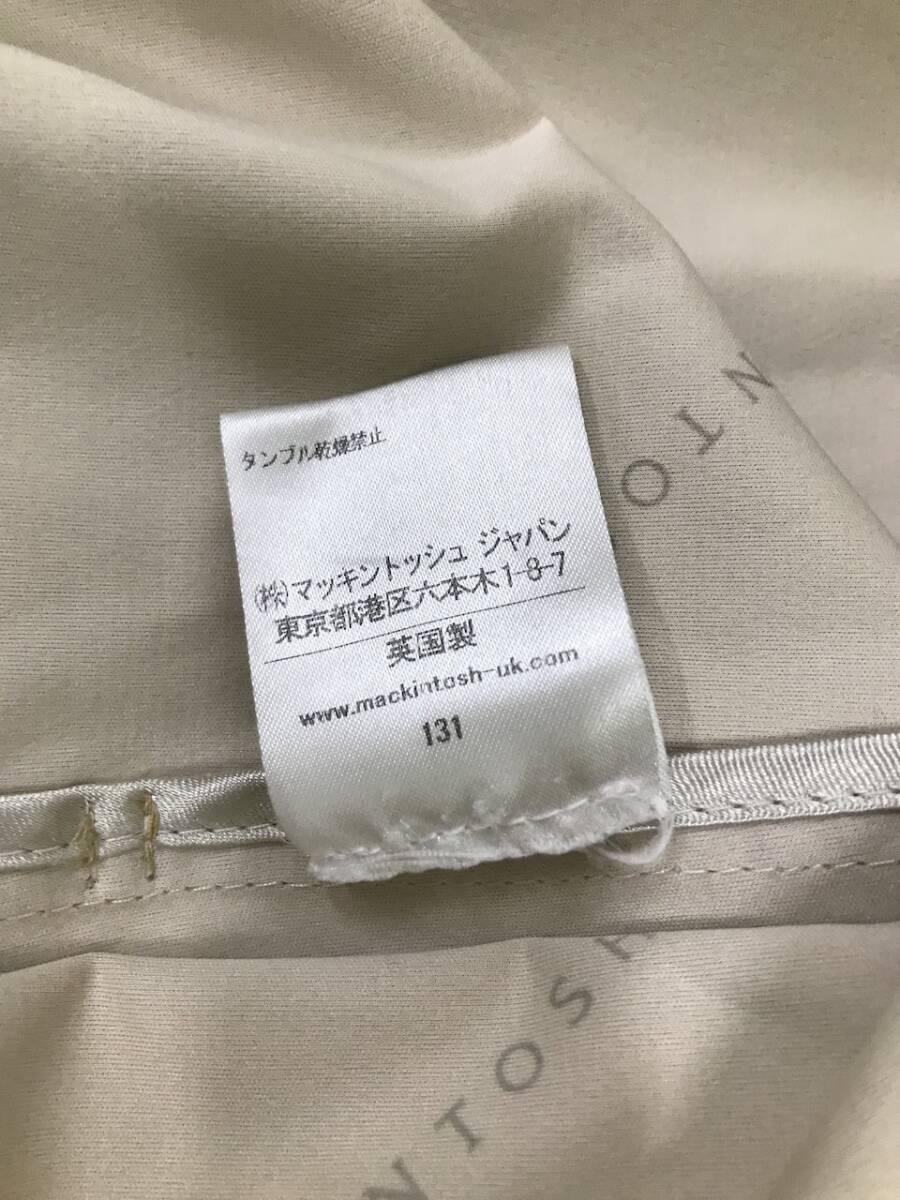 タンブル乾燥禁止
(株)マッキントッシュ ジャパン
東京都港区六本木1-8-7
英国製
www.mackintosh-uk.com
131
NTO
NTOSH